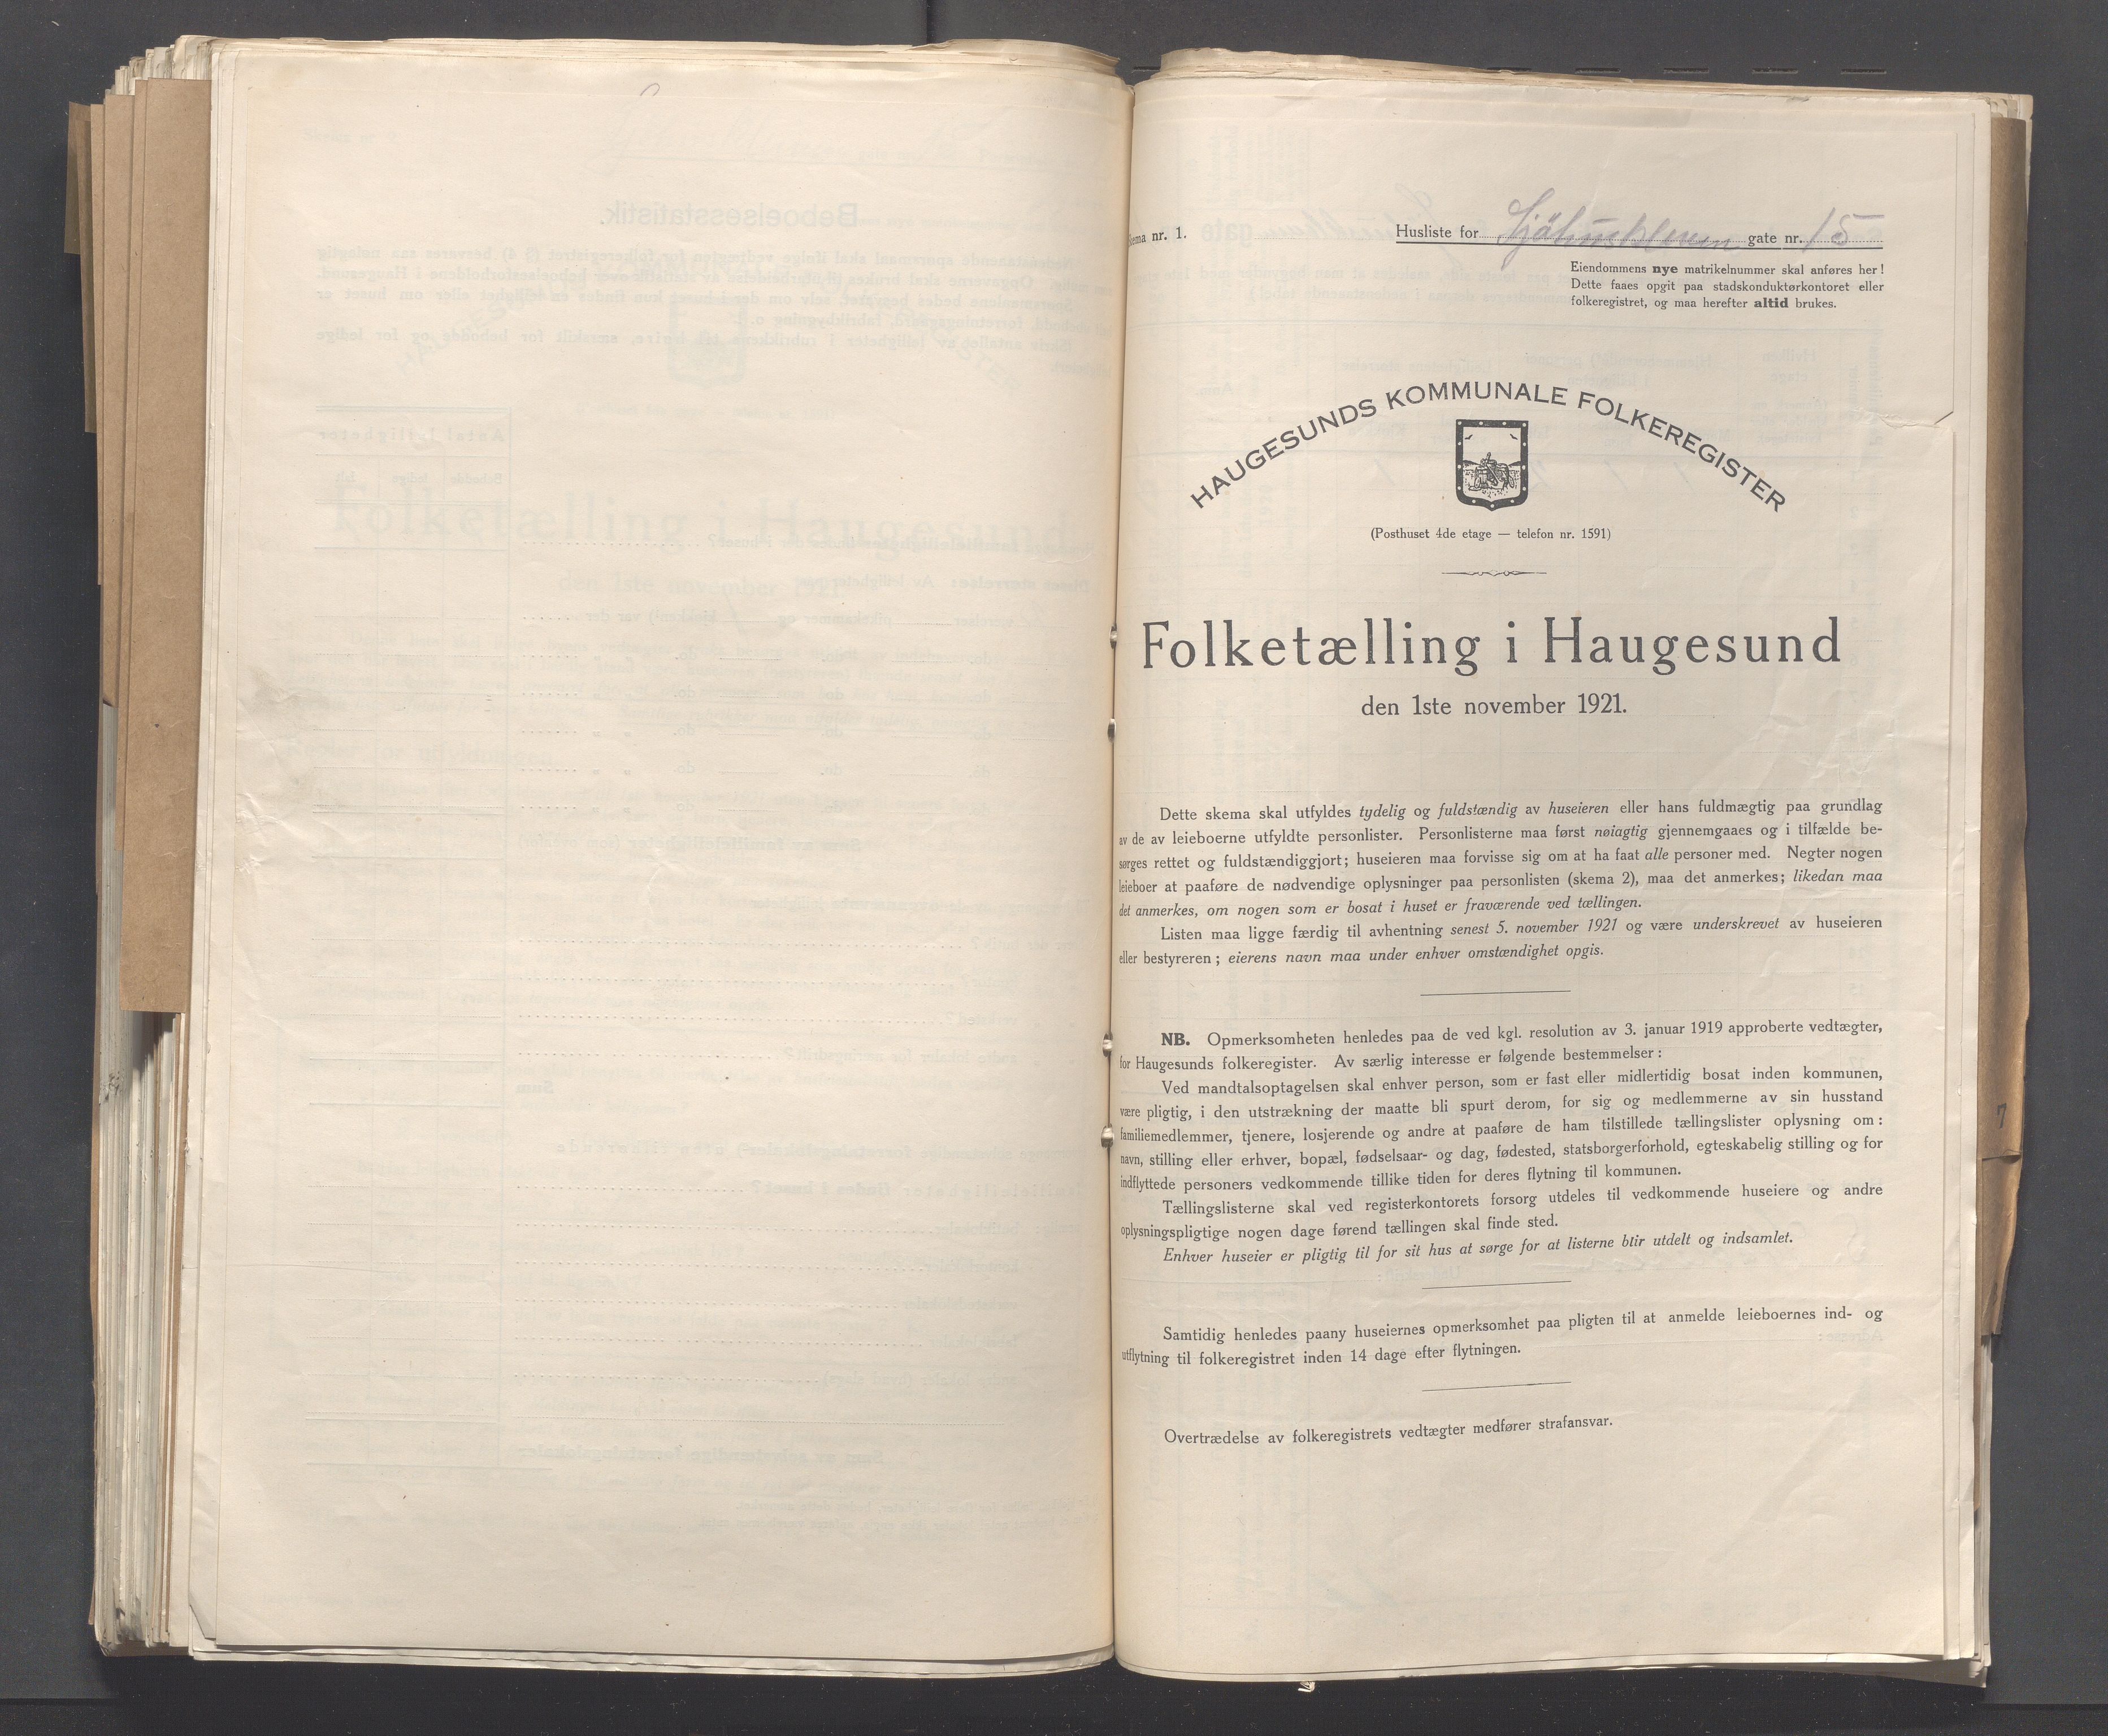 Skema nr. 1.
Husliste for gate nr. 15
Eiendommens nye matrikelnummer skal anføres her!
Dette faaes opgit paa stadskonduktørkontoret eller
folkeregistret, og maa herefter altid brukes.
HAUGESUNDS KOMMUNALE FOLKEREGISTER
(Posthuset 4de etage — telefon nr. 1591)
Folketælling i Haugesund
den 1ste november 1921.
Dette skema skal utfyldes tydelig og fuldstændig av huseieren eller hans fuldmægtig paa grundlag
av de av leieboerne utfyldte personlister. Personlisterne maa først nøiagtig gjennemgaaes og i tilfælde be-
sørges rettet og fuldstændiggjort; huseieren maa forvisse sig om at ha faat alle personer med. Negter nogen
leieboer at paaføre de nødvendige oplysninger paa personlisten (skema 2), maa det anmerkes; likedan maa
det anmerkes, om nogen som er bosat i huset er fraværende ved tællingen.
Listen maa ligge færdig til avhentning senest 5. november 1921 og være underskrevet av huseieren
eller bestyreren; eierens navn maa under enhver omstændighet opgis.
NB. Opmerksomheten henledes paa de ved kgl. resolution av 3. januar 1919 approberte vedtægter,
for Haugesunds folkeregister. Av særlig interesse er følgende bestemmelser:
Ved mandtalsoptagelsen skal enhver person, som er fast eller midlertidig bosat inden kommunen,
være pligtig, i den utstrækning der maatte bli spurt derom, for sig og medlemmerne av sin husstand
familiemedlemmer, tjenere, losjerende og andre at paaføre de ham tilstillede tællingslister oplysning om:
navn, stilling eller erhver, bopæl, fødselsaar- og dag, fødested, statsborgerforhold, egteskabelig stilling og for
indflyttede personers vedkommende tillike tiden for deres flytning til kommunen.
Tællingslisterne skal ved registerkontorets forsorg utdeles til vedkommende huseiere og andre
oplysningspligtige nogen dage førend tællingen skal finde sted.
Enhver huseier er pligtig til for sit hus at sørge for at listerne blir utdelt og indsamlet.
Samtidig henledes paany huseiernes opmerksomhet paa pligten til at anmelde leieboernes ind- og
utflytning til folkeregistret inden 14 dage efter flytningen.
Overtrædelse av folkeregistrets vedtægter medfører strafansvar.